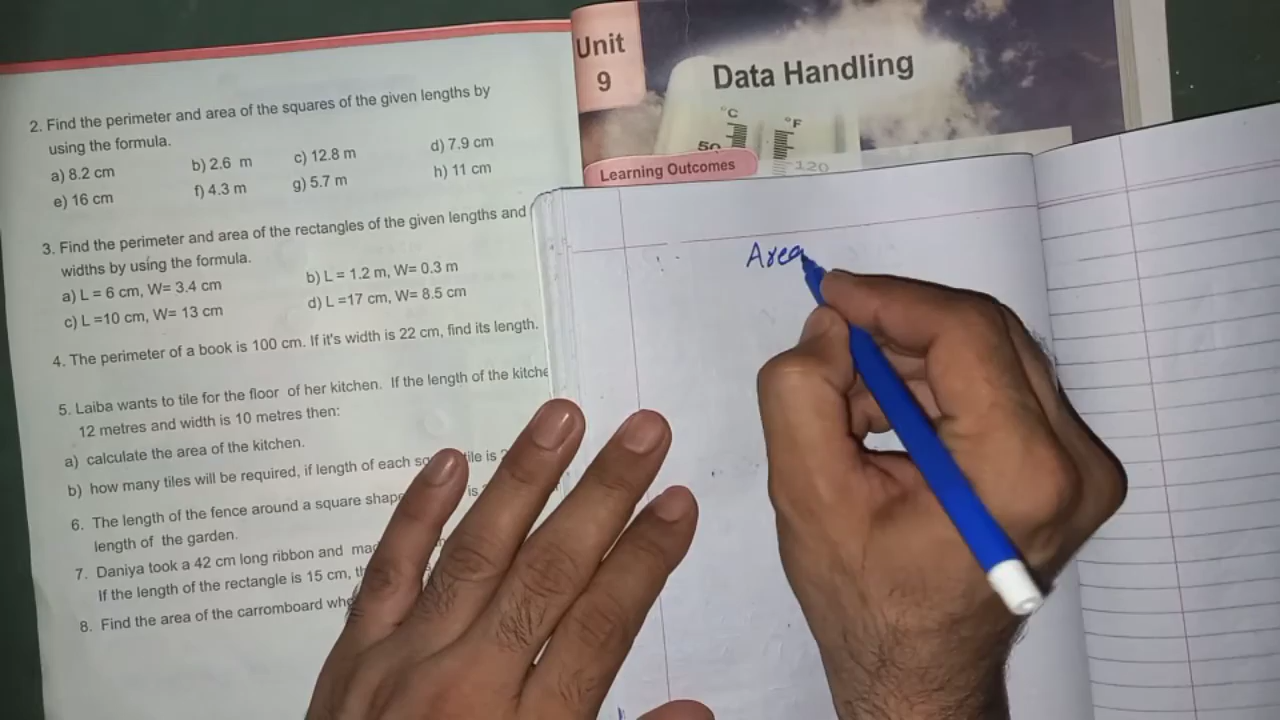 2. Find the perimeter and area of the squares of the given lengths by
using the formula.
a) 8.2 cm b) 2.6 m c) 12.8 m d) 7.9 cm
e) 16 cm f) 4.3 m g) 5.7 m h) 11 cm
3. Find the perimeter and area of the rectangles of the given lengths and
widths by using the formula.
a) L = 6 cm, W= 3.4 cm b) L = 1.2 m, W= 0.3 m
c) L =10 cm, W= 13 cm d) L =17 cm, W= 8.5 cm
4. The perimeter of a book is 100 cm. If it's width is 22 cm, find its length.
5. Laiba wants to tile for the floor of her kitchen. If the length of the kitche
12 metres and width is 10 metres then:
a) calculate the area of the kitchen.
b) how many tiles will be required, if length of each tile is
6. The length of the fence around a square is
length of the garden.
7. Daniya took a 42 cm long ribbon and
If the length of the rectangle is 15 cm,
8. Find the area of the carromboard
Unit
9
Data Handling
°C °F
50 120
Learning Outcomes
Area